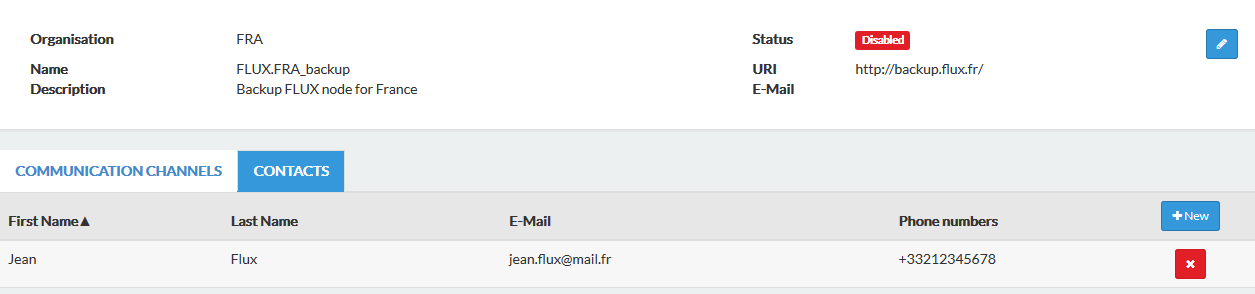 Organisation FRA Status Disabled
Name FLUX.FRA_backup URI http://backup.flux.fr/
Description Backup FLUX node for France E-Mail
COMMUNICATION CHANNELS CONTACTS
First Name▲ Last Name E-Mail Phone numbers New
Jean Flux jean.flux@mail.fr +33212345678